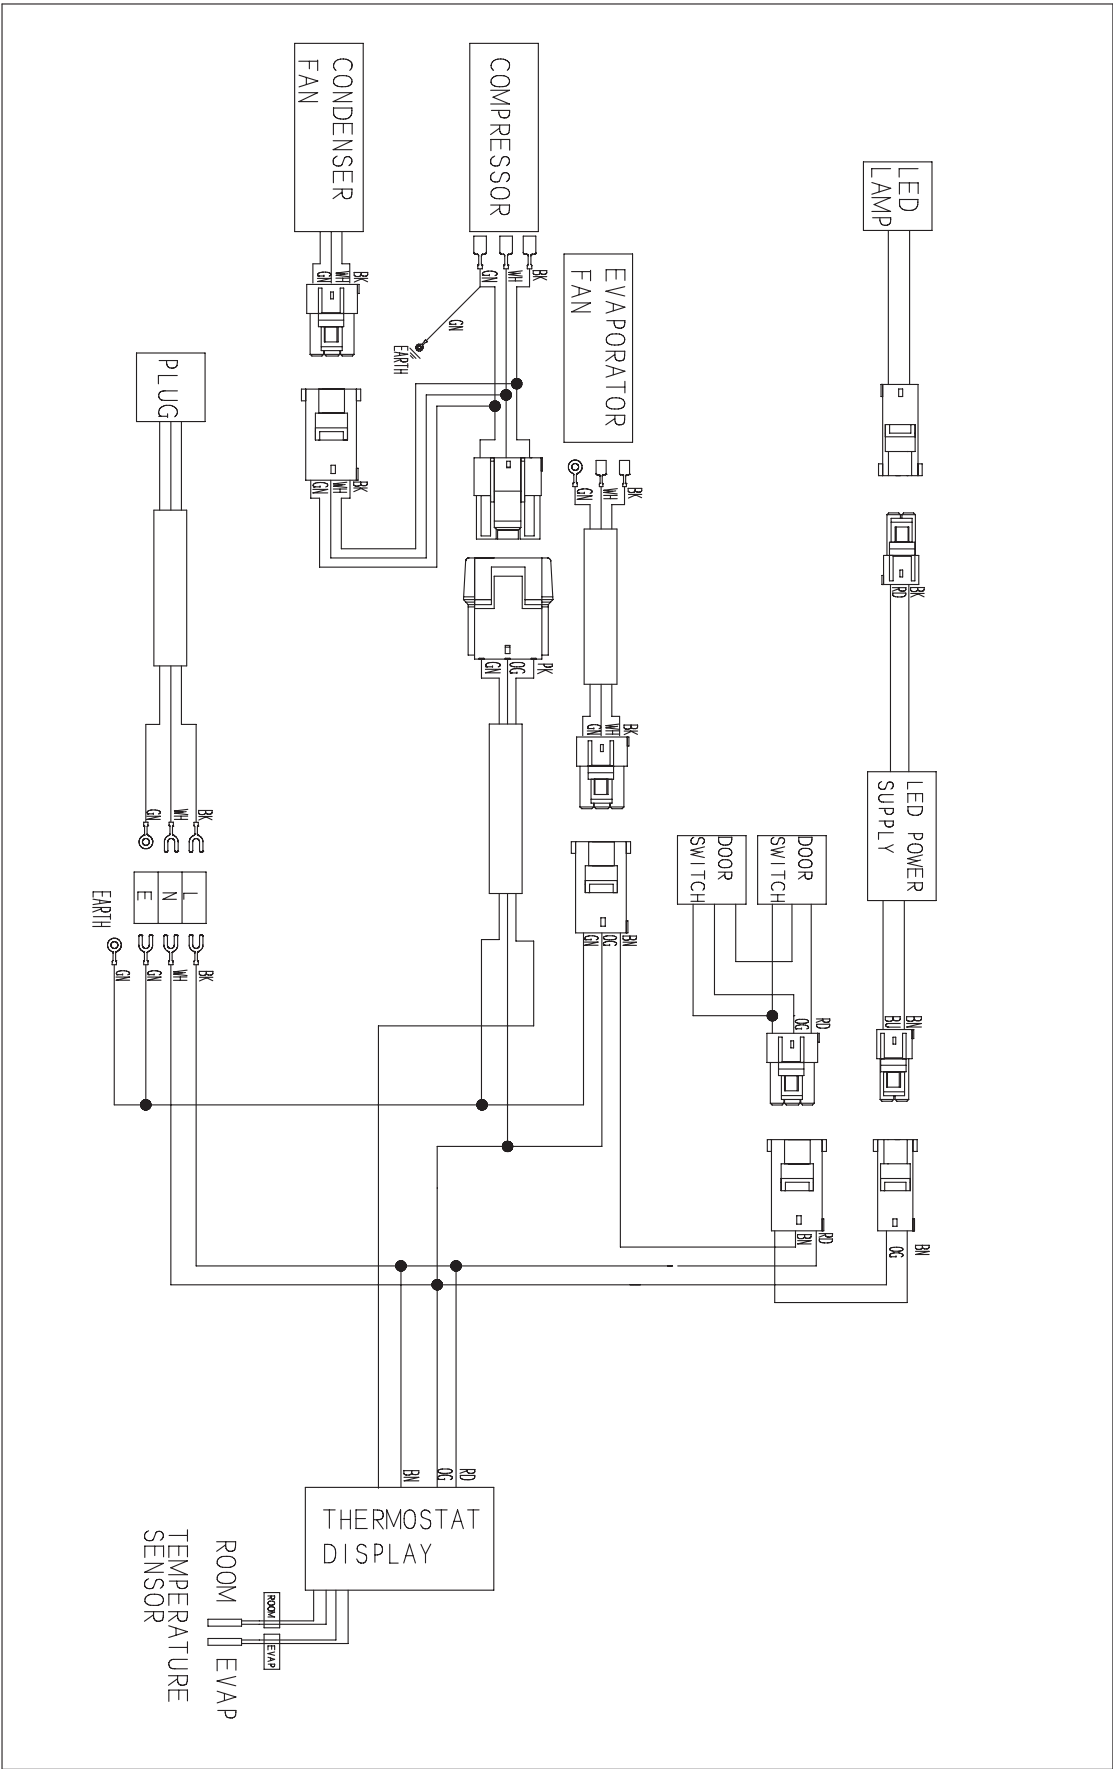 CONDENSER
FAN
BK
WH
GN
BK
WH
GN
COMPRESSOR
BK
WH
GN
GN
EARTH
PK
OG
GN
EVAPORATOR
FAN
BK
WH
GN
BK
WH
GN
BN
OG
GN
LED
LAMP
BK
RD
LED POWER
SUPPLY
BN
BU
BN
OG
DOOR
SWITCH
DOOR
SWITCH
RD
OG
RD
BN
PLUG
BK
WH
GN
L
N
E
EARTH
BK
WH
GN
GN
RD
OG
BN
THERMOSTAT
DISPLAY
ROOM
EVAP
ROOM
EVAP
TEMPERATURE
SENSOR